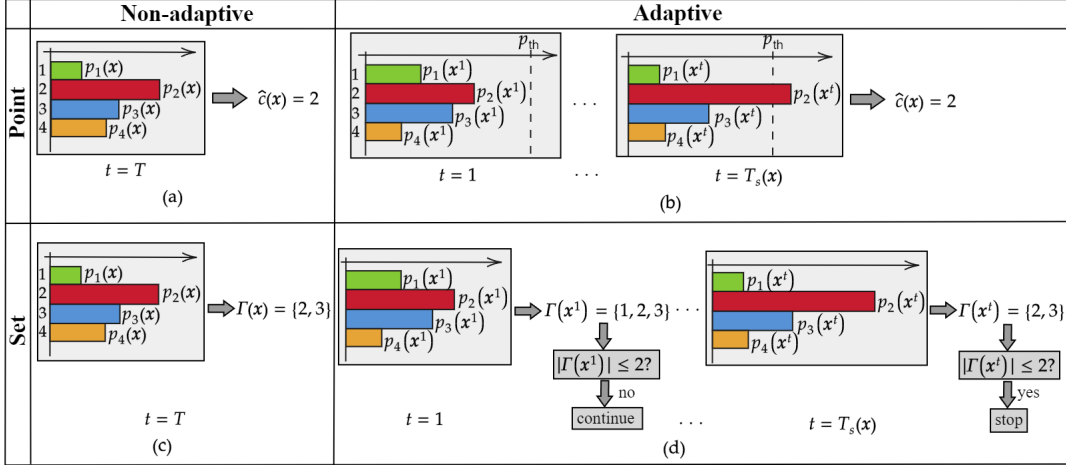 Non-adaptive Adaptive
Point
1 p₁(x)
2 p₂(x)
3 p₃(x)
4 p₄(x)
ĉ(x) = 2
t = T
(a)
p_th
1 p₁(x¹)
2 p₂(x¹)
3 p₃(x¹)
4 p₄(x¹)
t = 1
. . .
. . .
p_th
p₁(xᵗ)
p₂(xᵗ)
p₃(xᵗ)
p₄(xᵗ)
ĉ(x) = 2
t = Tₛ(x)
(b)
Set
1 p₁(x)
2 p₂(x)
3 p₃(x)
4 p₄(x)
Γ(x) = {2, 3}
t = T
(c)
p₁(x¹)
p₂(x¹)
p₃(x¹)
p₄(x¹)
Γ(x¹) = {1, 2, 3} . . .
|Γ(x¹)| ≤ 2?
no
continue
t = 1
. . .
p₁(xᵗ)
p₂(xᵗ)
p₃(xᵗ)
p₄(xᵗ)
Γ(xᵗ) = {2, 3}
|Γ(xᵗ)| ≤ 2?
yes
stop
t = Tₛ(x)
(d)